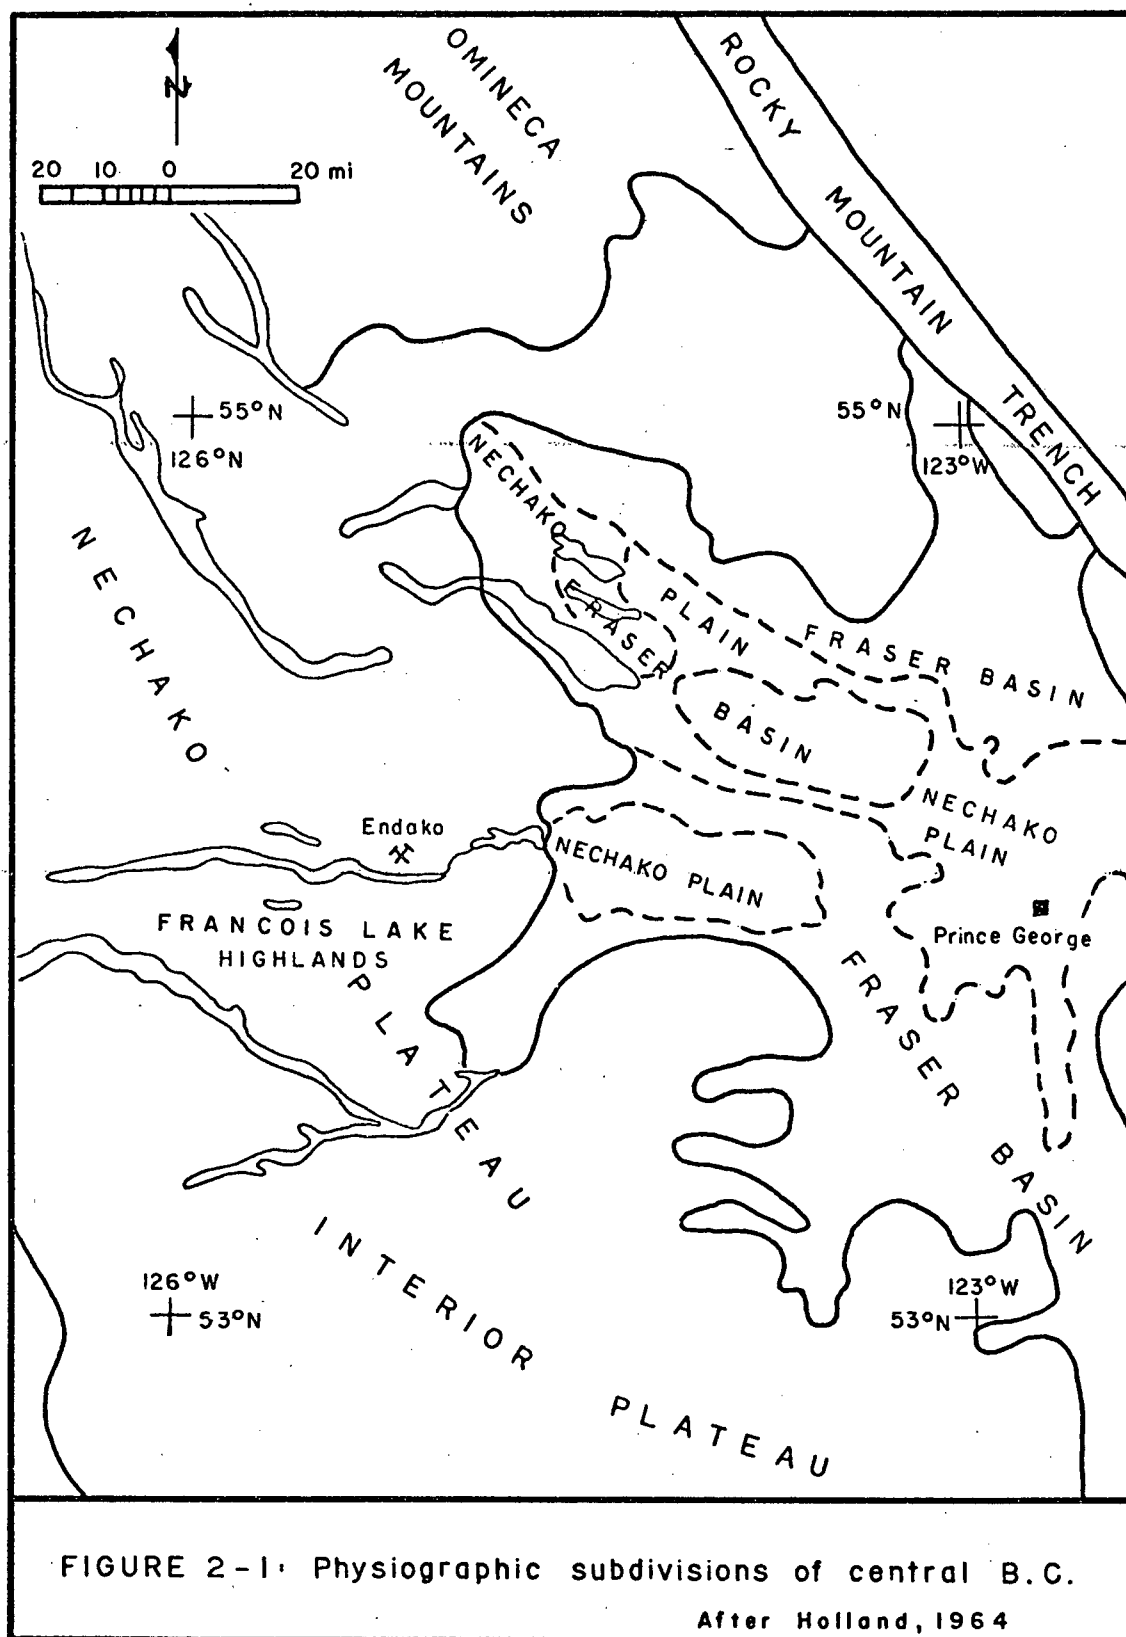 OMINECA
MOUNTAINS
ROCKY
MOUNTAIN
TRENCH
N
20 10 0 20 mi
55°N
126°N
55°N
123°W
NECHAKO
PLAIN
FRASER
BASIN
FRASER BASIN
NECHAKO
PLATEAU
NECHAKO
PLAIN
Endako
NECHAKO PLAIN
Prince George
FRANCOIS LAKE
HIGHLANDS
FRASER
BASIN
INTERIOR
PLATEAU
126°W
53°N
123°W
53°N
FIGURE 2-1: Physiographic subdivisions of central B.C.
After Holland, 1964